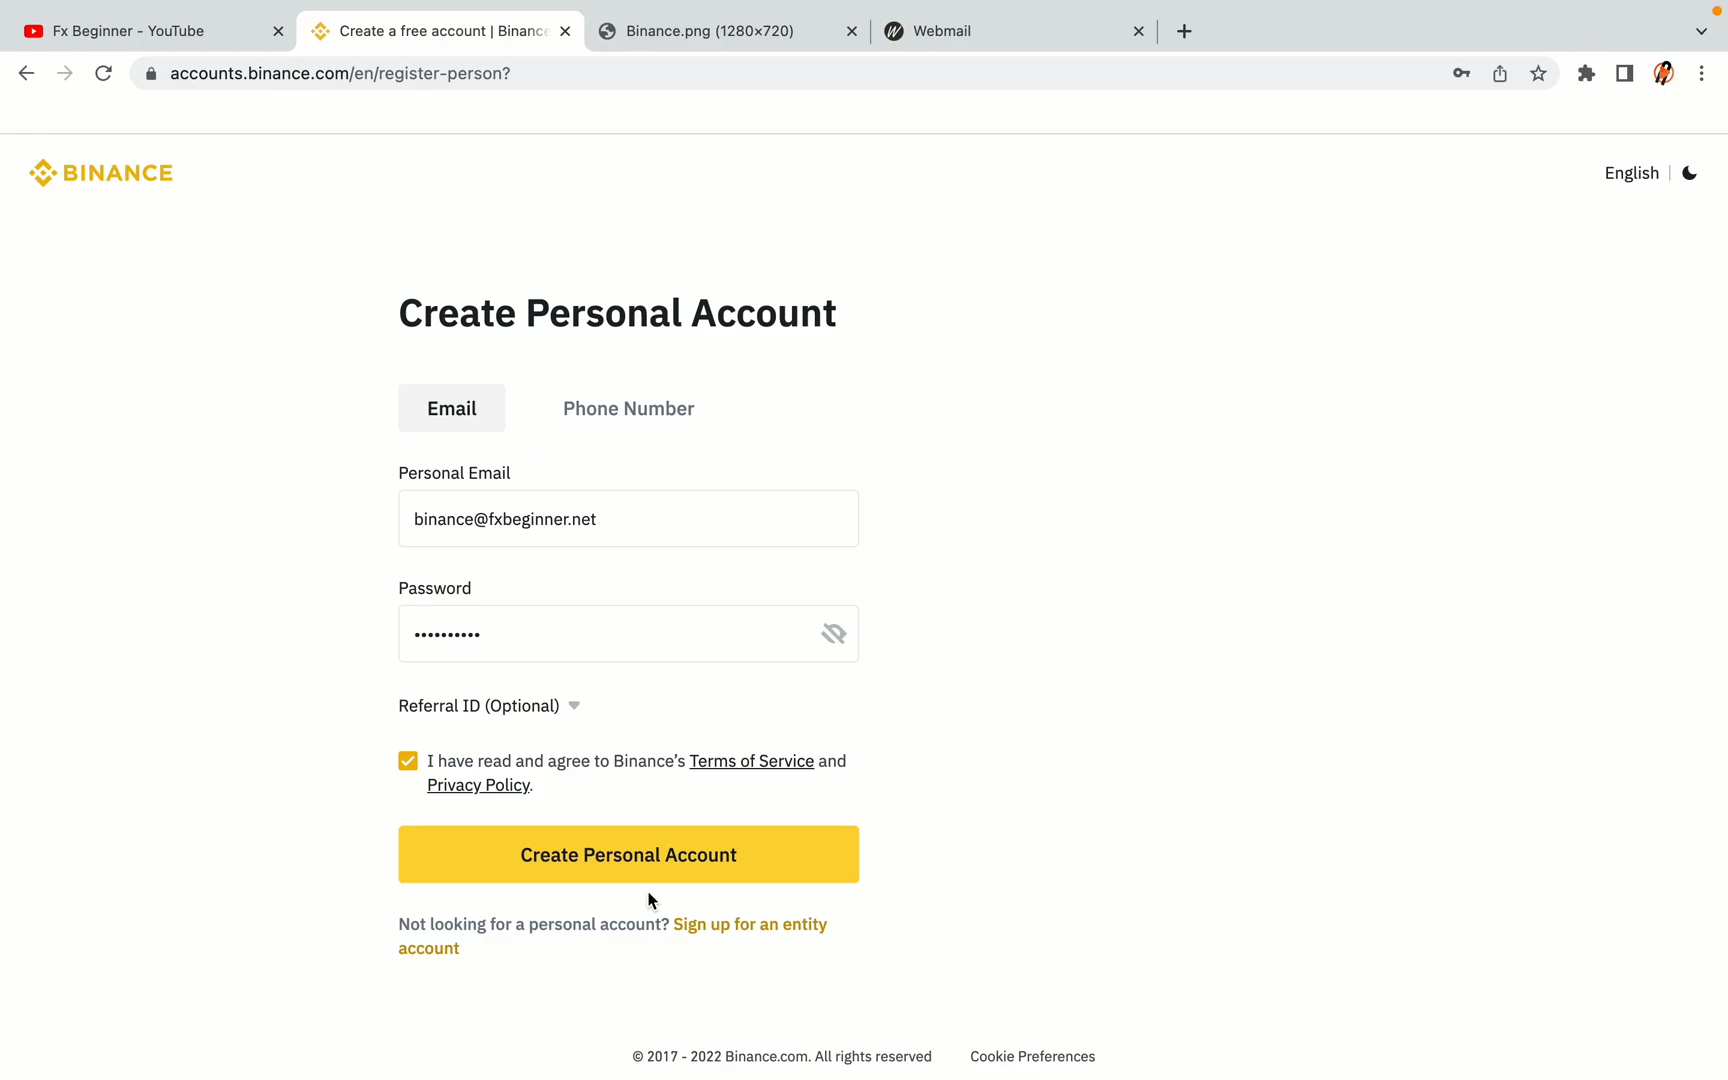 Fx Beginner - YouTube
Create a free account | Binance
Binance.png (1280×720)
Webmail
accounts.binance.com/en/register-person?
BINANCE
English
Create Personal Account
Email
Phone Number
Personal Email
binance@fxbeginner.net
Password
••••••••••
Referral ID (Optional)
I have read and agree to Binance’s Terms of Service and
Privacy Policy.
Create Personal Account
Not looking for a personal account? Sign up for an entity
account
© 2017 - 2022 Binance.com. All rights reserved
Cookie Preferences